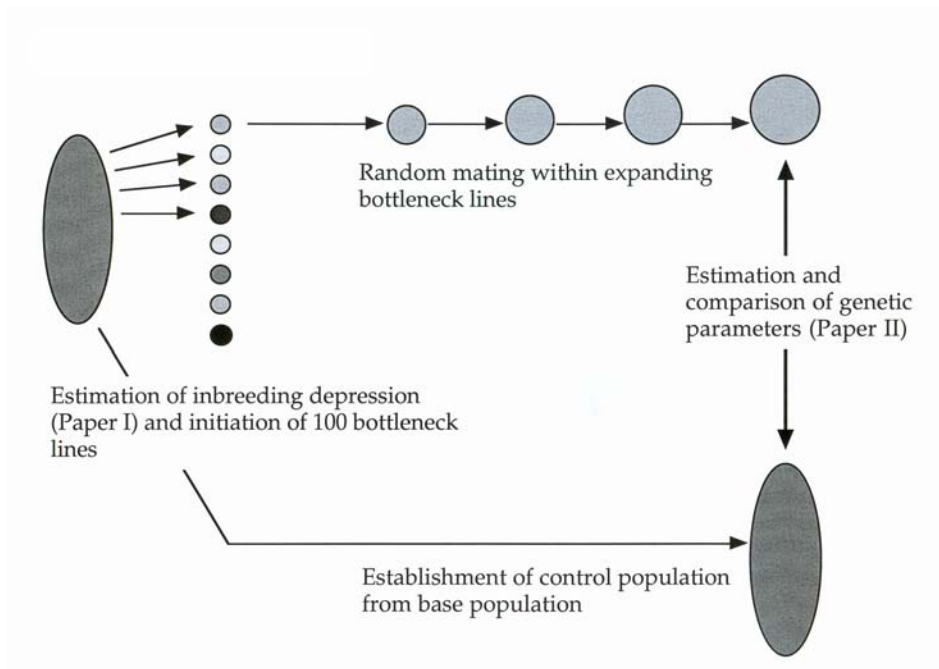 Random mating within expanding
bottleneck lines
Estimation and
comparison of genetic
parameters (Paper II)
Estimation of inbreeding depression
(Paper I) and initiation of 100 bottleneck
lines
Establishment of control population
from base population